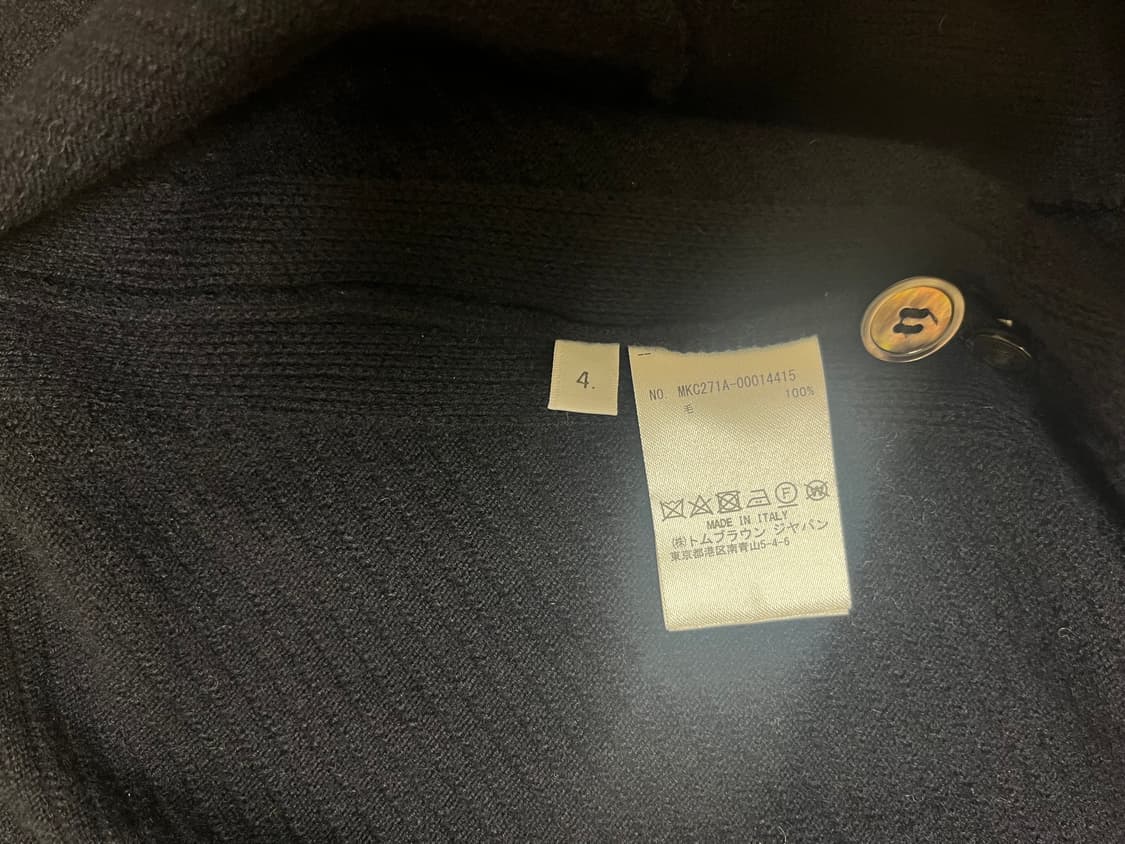 4.
NO. MKC271A-00014415
毛 100%
F W
MADE IN ITALY
(株)トムブラウン ジャパン
東京都港区南青山5-4-6